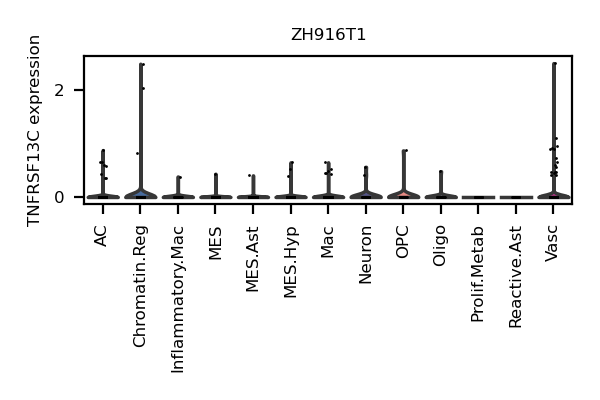 ZH916T1
TNFRSF13C expression
2
0
AC
Chromatin.Reg
Inflammatory.Mac
MES
MES.Ast
MES.Hyp
Mac
Neuron
OPC
Oligo
Prolif.Metab
Reactive.Ast
Vasc